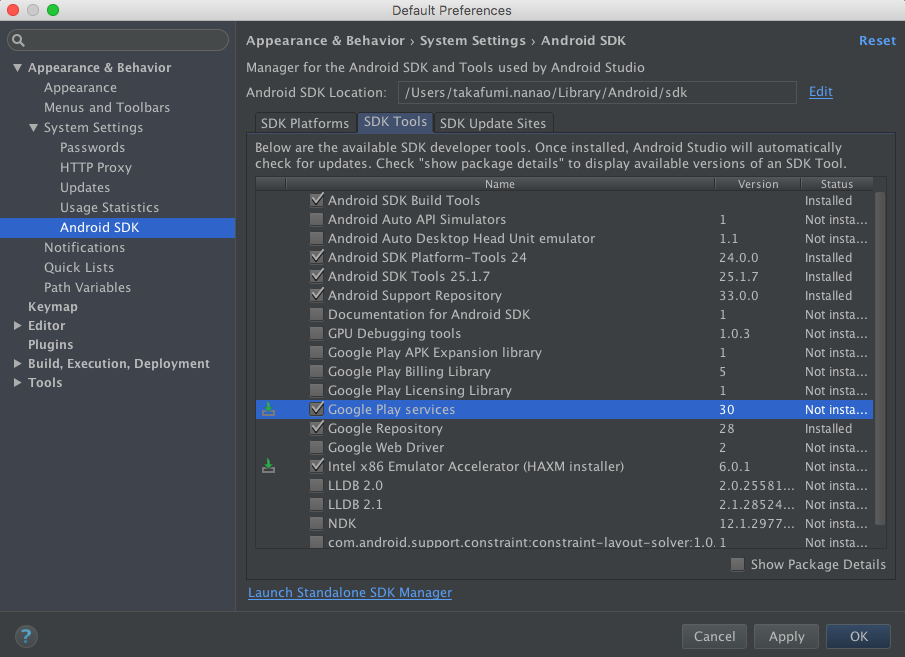 Default Preferences
Appearance & Behavior › System Settings › Android SDK
Reset
Appearance & Behavior
Appearance
Menus and Toolbars
System Settings
Passwords
HTTP Proxy
Updates
Usage Statistics
Android SDK
Notifications
Quick Lists
Path Variables
Keymap
Editor
Plugins
Build, Execution, Deployment
Tools
Manager for the Android SDK and Tools used by Android Studio
Android SDK Location: /Users/takafumi.nanao/Library/Android/sdk Edit
SDK Platforms SDK Tools SDK Update Sites
Below are the available SDK developer tools. Once installed, Android Studio will automatically
check for updates. Check "show package details" to display available versions of an SDK Tool.
Name Version Status
Android SDK Build Tools Installed
Android Auto API Simulators 1 Not insta...
Android Auto Desktop Head Unit emulator 1.1 Not insta...
Android SDK Platform-Tools 24 24.0.0 Installed
Android SDK Tools 25.1.7 25.1.7 Installed
Android Support Repository 33.0.0 Installed
Documentation for Android SDK 1 Not insta...
GPU Debugging tools 1.0.3 Not insta...
Google Play APK Expansion library 1 Not insta...
Google Play Billing Library 5 Not insta...
Google Play Licensing Library 1 Not insta...
Google Play services 30 Not insta...
Google Repository 28 Installed
Google Web Driver 2 Not insta...
Intel x86 Emulator Accelerator (HAXM installer) 6.0.1 Not insta...
LLDB 2.0 2.0.25581... Not insta...
LLDB 2.1 2.1.28524... Not insta...
NDK 12.1.2977... Not insta...
com.android.support.constraint:constraint-layout-solver:1.0. 1 Not insta...
Show Package Details
Launch Standalone SDK Manager
? Cancel Apply OK